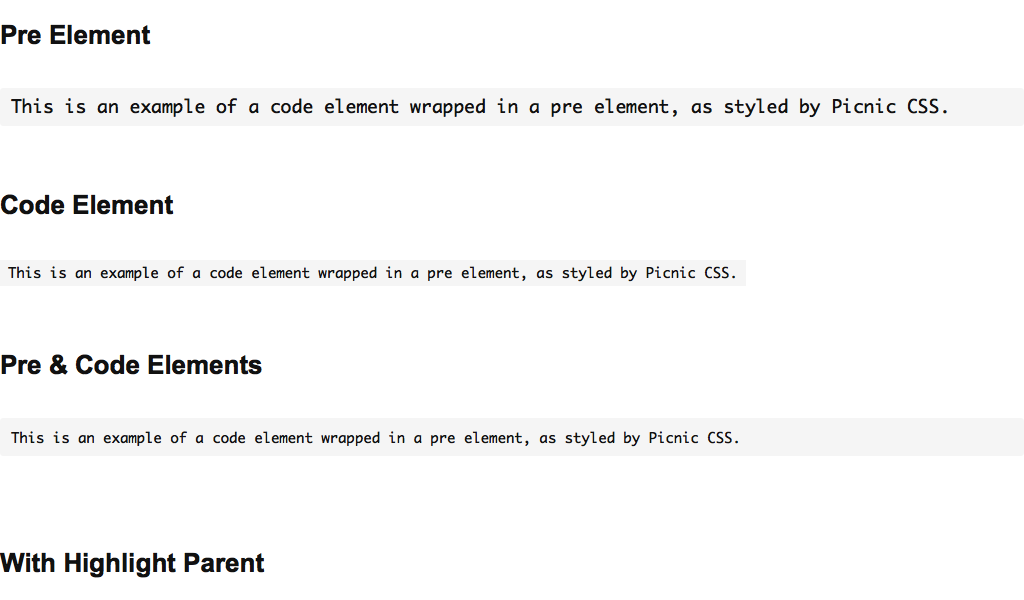 Pre Element
This is an example of a code element wrapped in a pre element, as styled by Picnic CSS.
Code Element
This is an example of a code element wrapped in a pre element, as styled by Picnic CSS.
Pre & Code Elements
This is an example of a code element wrapped in a pre element, as styled by Picnic CSS.
With Highlight Parent